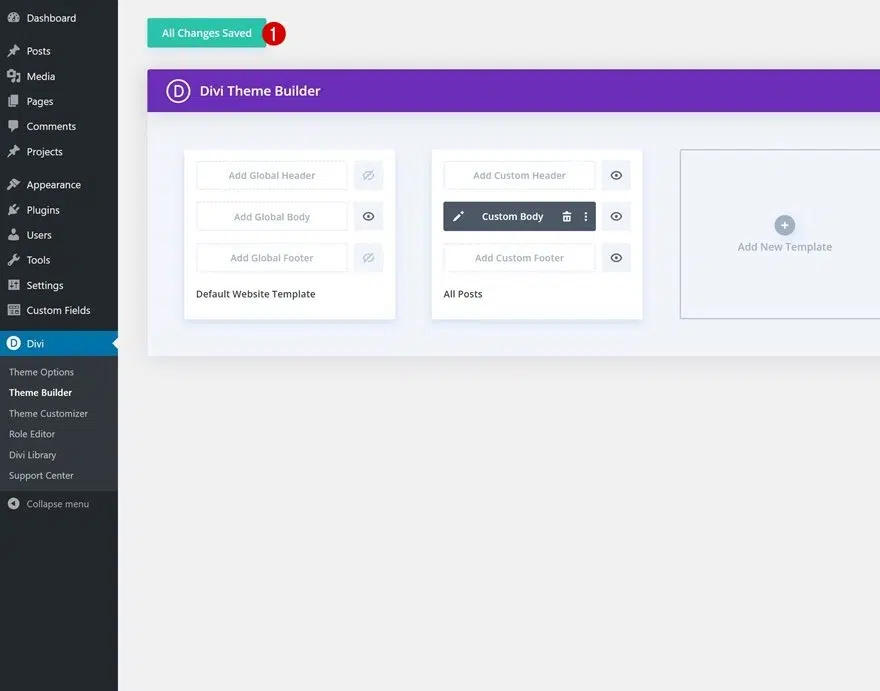 Dashboard
Posts
Media
Pages
Comments
Projects
Appearance
Plugins
Users
Tools
Settings
Custom Fields
D Divi
Theme Options
Theme Builder
Theme Customizer
Role Editor
Divi Library
Support Center
Collapse menu
All Changes Saved 1
D Divi Theme Builder
Add Global Header
Add Global Body
Add Global Footer
Default Website Template
Add Custom Header
Custom Body
Add Custom Footer
All Posts
Add New Template